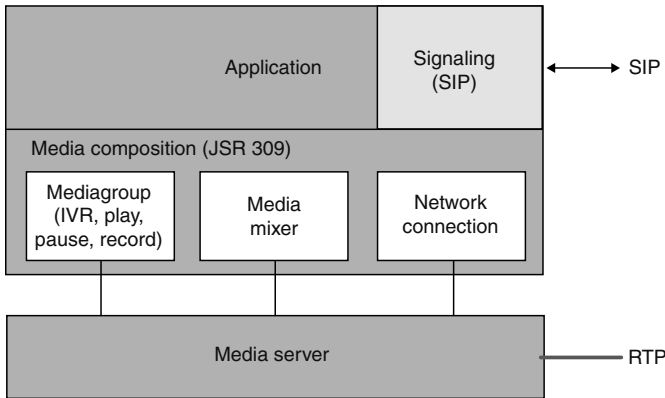 Application
Signaling
(SIP)
SIP
Media composition (JSR 309)
Mediagroup
(IVR, play,
pause, record)
Media
mixer
Network
connection
Media server
RTP